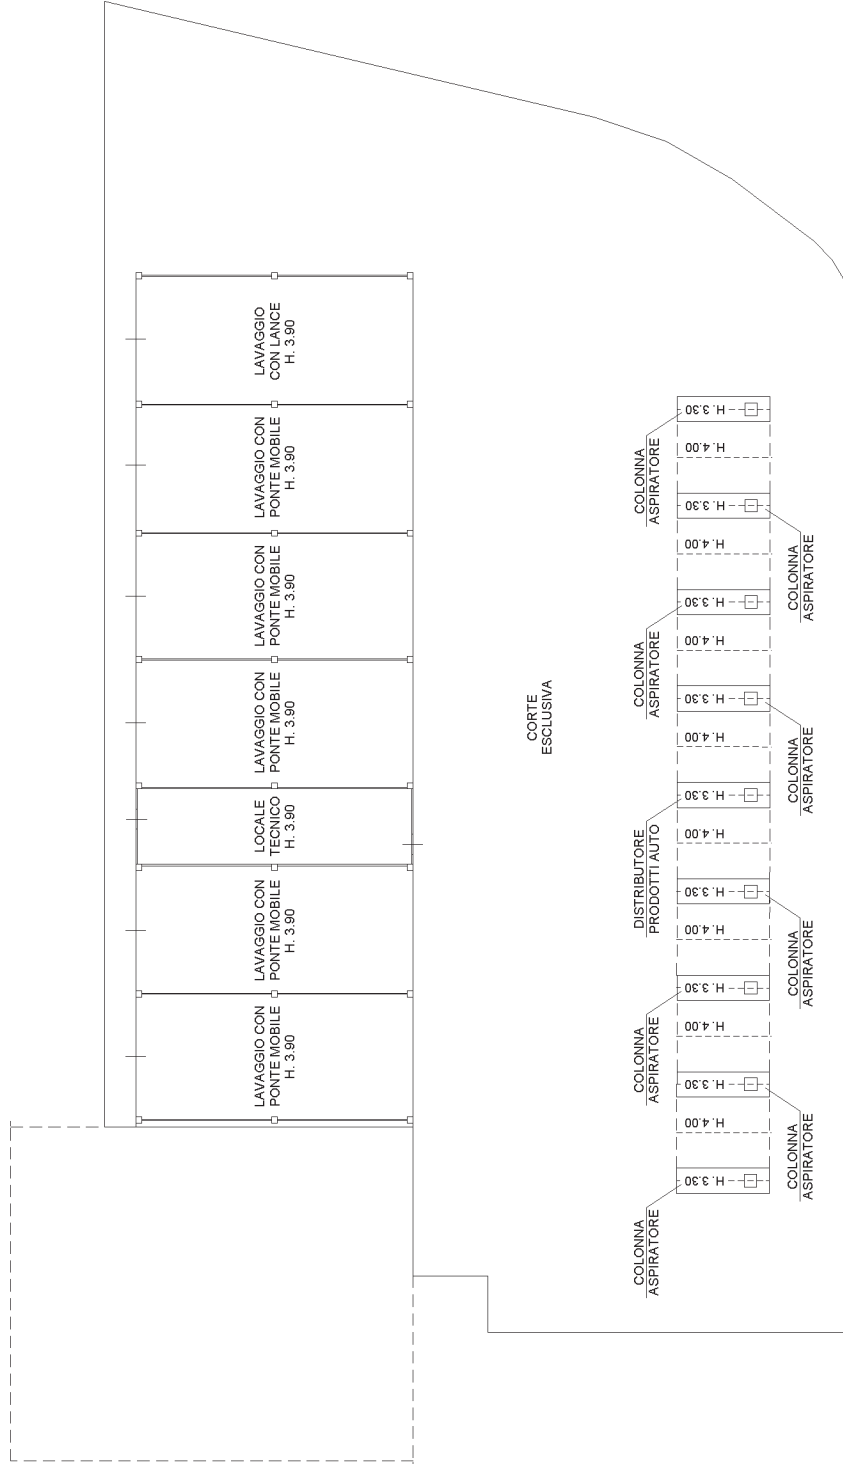 LAVAGGIO
CON LANCE
H. 3.90
LAVAGGIO CON
PONTE MOBILE
H. 3.90
LAVAGGIO CON
PONTE MOBILE
H. 3.90
LAVAGGIO CON
PONTE MOBILE
H. 3.90
LOCALE
TECNICO
H. 3.90
LAVAGGIO CON
PONTE MOBILE
H. 3.90
LAVAGGIO CON
PONTE MOBILE
H. 3.90
CORTE
ESCLUSIVA
H. 3.30
COLONNA
ASPIRATORE
H. 4.00
H. 3.30
COLONNA
ASPIRATORE
H. 4.00
H. 3.30
COLONNA
ASPIRATORE
H. 4.00
H. 3.30
COLONNA
ASPIRATORE
H. 4.00
H. 3.30
DISTRIBUTORE
PRODOTTI AUTO
H. 4.00
H. 3.30
COLONNA
ASPIRATORE
H. 4.00
H. 3.30
COLONNA
ASPIRATORE
H. 4.00
H. 3.30
COLONNA
ASPIRATORE
H. 4.00
H. 3.30
COLONNA
ASPIRATORE